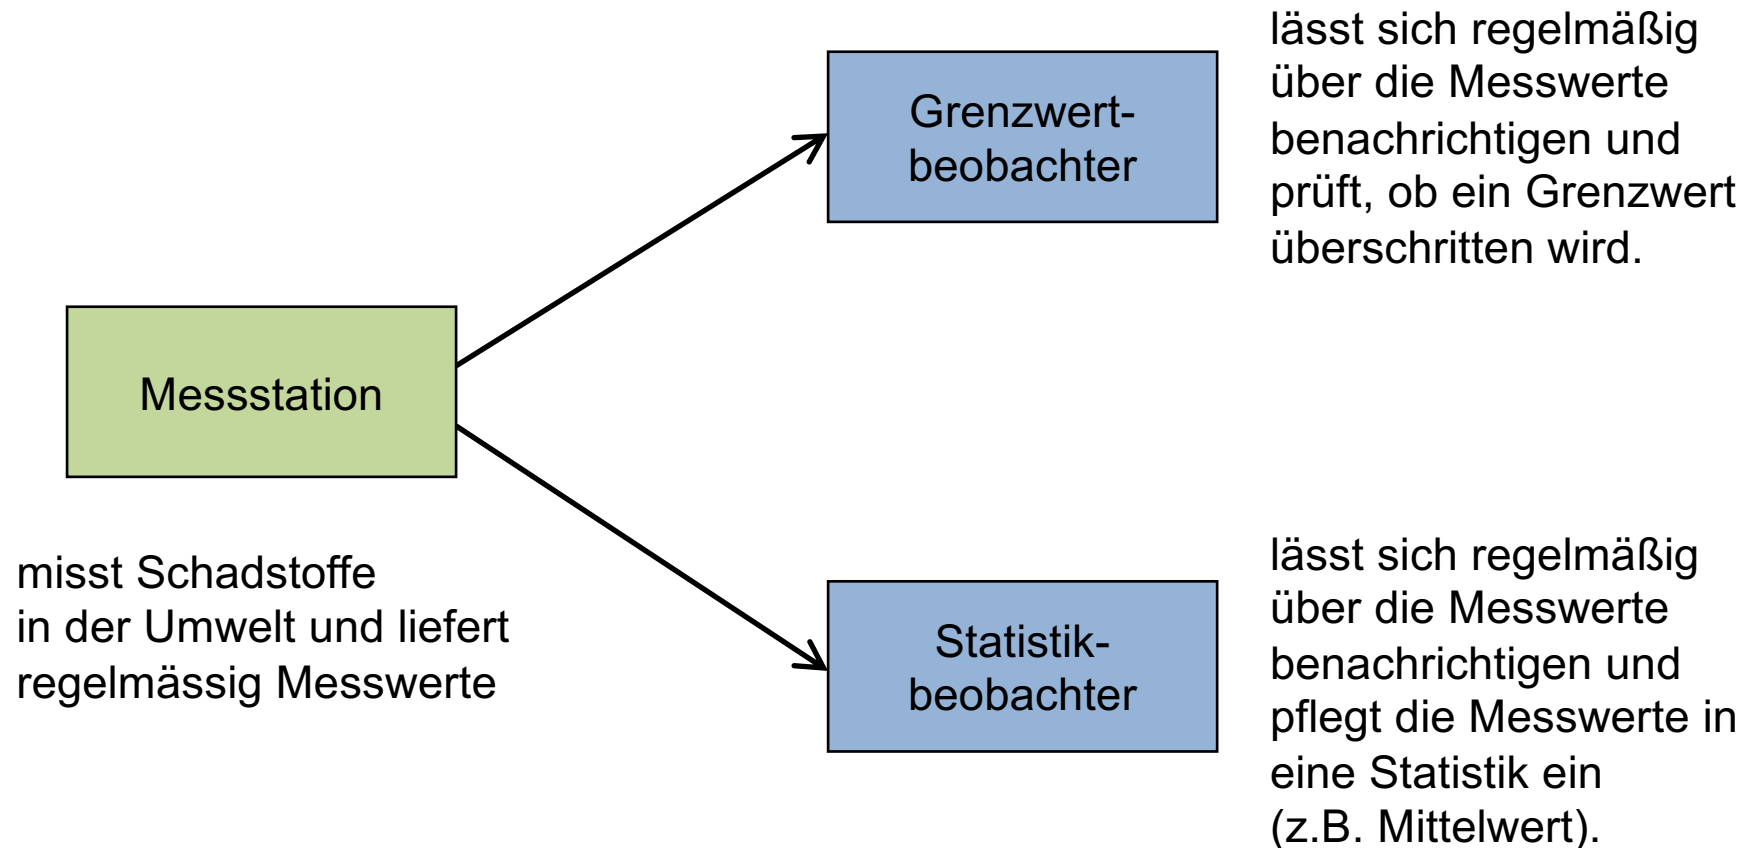 lässt sich regelmäßig
über die Messwerte
benachrichtigen und
prüft, ob ein Grenzwert
überschritten wird.
Grenzwert-
beobachter
Messstation
misst Schadstoffe
in der Umwelt und liefert
regelmässig Messwerte
Statistik-
beobachter
lässt sich regelmäßig
über die Messwerte
benachrichtigen und
pflegt die Messwerte in
eine Statistik ein
(z.B. Mittelwert).